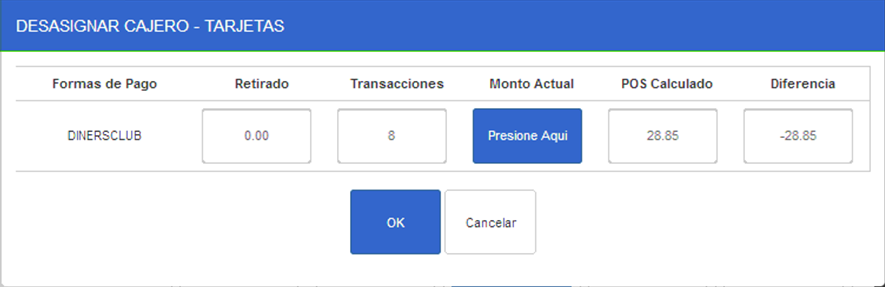 DESASIGNAR CAJERO - TARJETAS
Formas de Pago Retirado Transacciones Monto Actual POS Calculado Diferencia
DINERSCLUB 0.00 8 Presione Aqui 28.85 -28.85
OK Cancelar